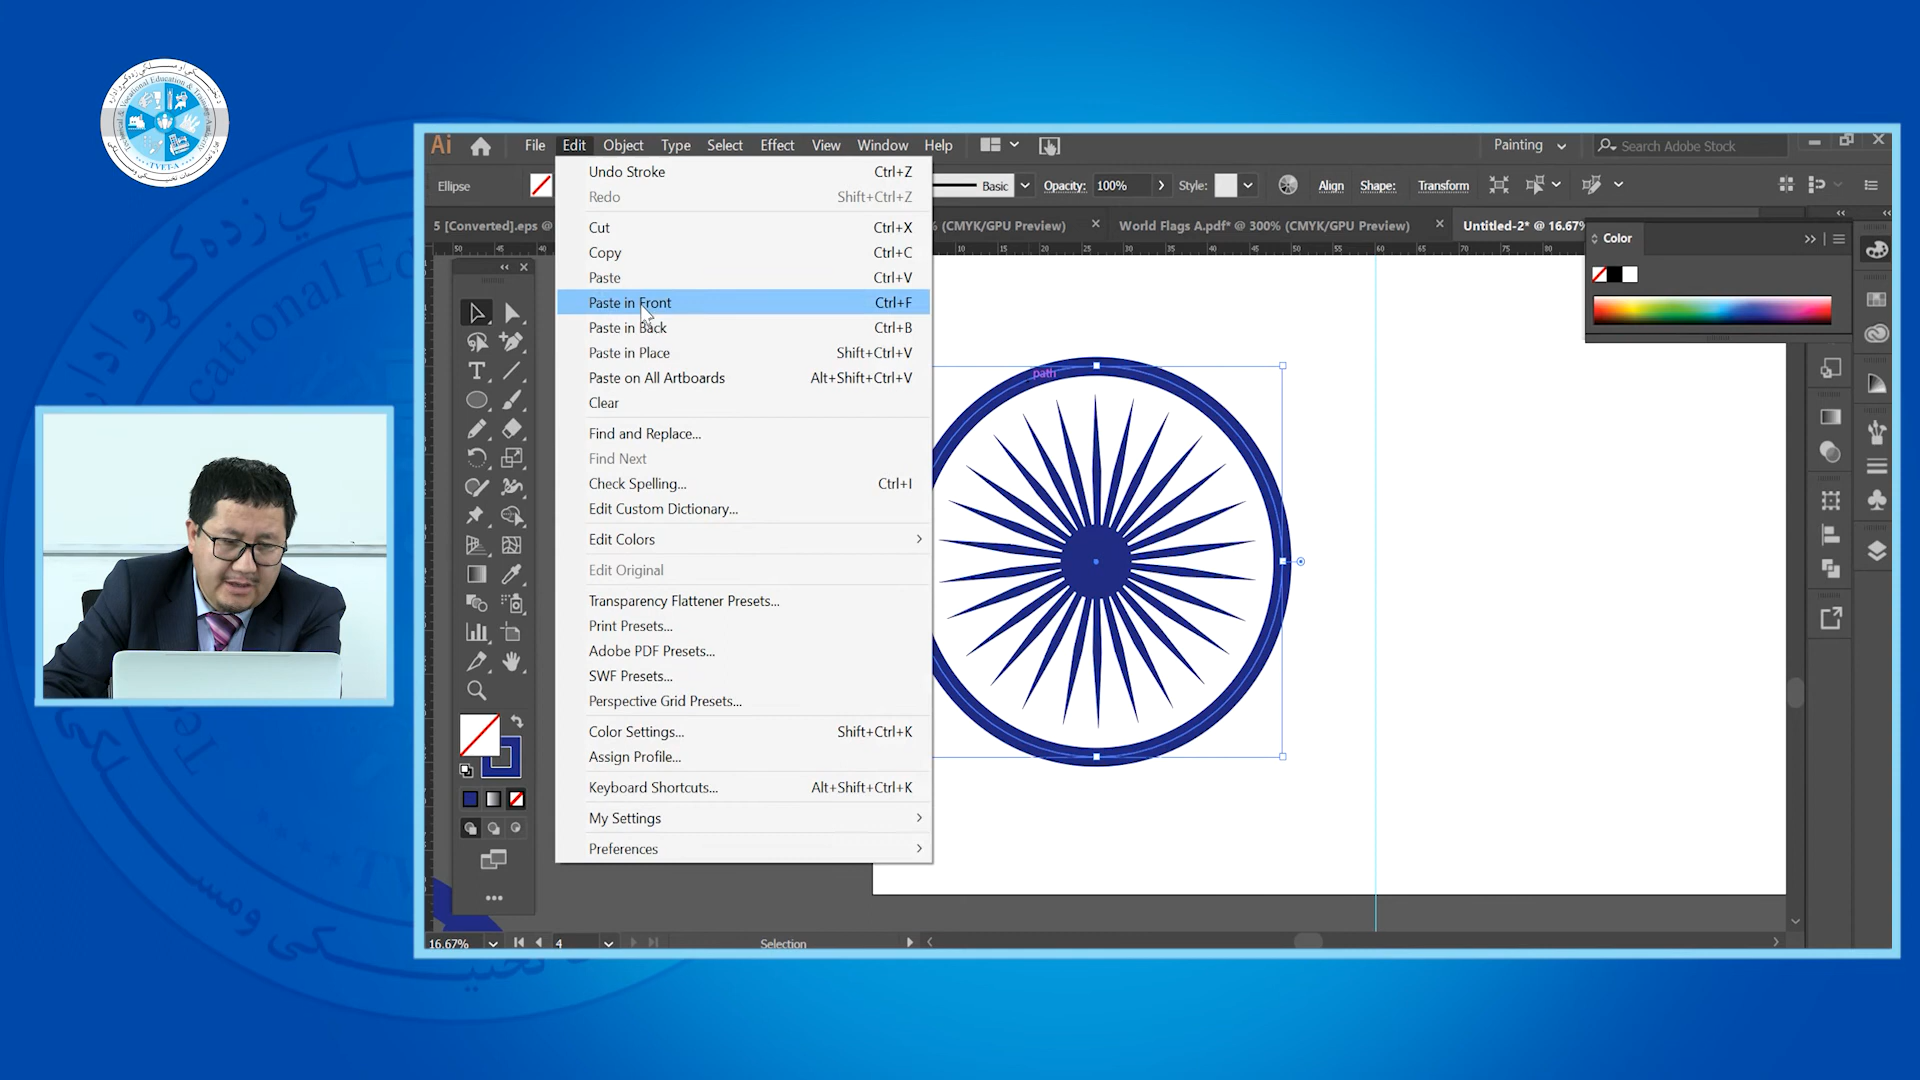 Technical & Vocational Education & Training Authority
TVET-A
Ai
File Edit Object Type Select Effect View Window Help
Painting
Search Adobe Stock
Ellipse
Basic
Opacity: 100%
Style:
Align
Shape:
Transform
5 [Converted].eps @
% (CMYK/GPU Preview) ×
World Flags A.pdf* @ 300% (CMYK/GPU Preview) ×
Untitled-2* @ 16.67%
Color
Undo Stroke Ctrl+Z
Redo Shift+Ctrl+Z
Cut Ctrl+X
Copy Ctrl+C
Paste Ctrl+V
Paste in Front Ctrl+F
Paste in Back Ctrl+B
Paste in Place Shift+Ctrl+V
Paste on All Artboards Alt+Shift+Ctrl+V
Clear
Find and Replace...
Find Next
Check Spelling... Ctrl+I
Edit Custom Dictionary...
Edit Colors
Edit Original
Transparency Flattener Presets...
Print Presets...
Adobe PDF Presets...
SWF Presets...
Perspective Grid Presets...
Color Settings... Shift+Ctrl+K
Assign Profile...
Keyboard Shortcuts... Alt+Shift+Ctrl+K
My Settings
Preferences
path
16.67%
4
Selection